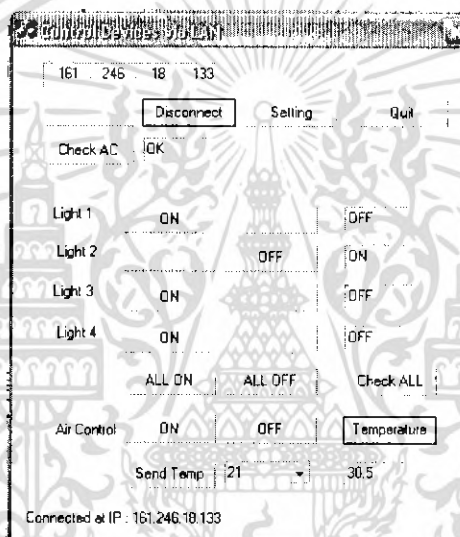 Control Devices via LAN
161 . 246 . 18 . 133
Disconnect Setting Quit
Check AC OK
Light 1 ON OFF
Light 2 OFF ON
Light 3 ON OFF
Light 4 ON OFF
ALL ON ALL OFF Check ALL
Air Control ON OFF Temperature
Send Temp 21 30.5
Connected at IP : 161.246.18.133